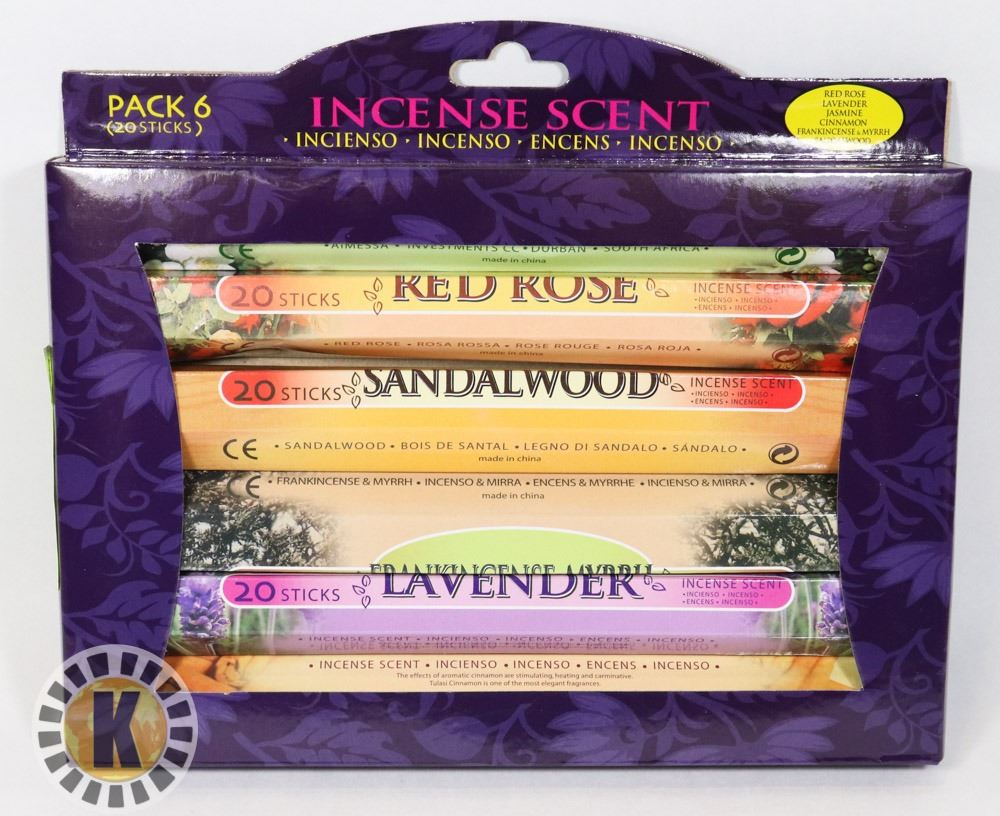 PACK 6
(20 STICKS)
INCENSE SCENT
• INCIENSO • INCENSO • ENCENS • INCENSO •
RED ROSE
LAVENDER
JASMINE
CINNAMON
FRANKINCENSE & MYRRH
SANDALWOOD
CE • AIMESSA • INVESTMENTS CC • DURBAN • SOUTH AFRICA •
made in china
20 STICKS RED ROSE INCENSE SCENT
• INCIENSO • INCENSO •
• ENCENS • INCENSO •
• RED ROSE • ROSA ROSSA • ROSE ROUGE • ROSA ROJA •
made in china
20 STICKS SANDALWOOD INCENSE SCENT
• INCIENSO • INCENSO •
• ENCENS • INCENSO •
CE • SANDALWOOD • BOIS DE SANTAL • LEGNO DI SANDALO • SÁNDALO •
made in china
CE • FRANKINCENSE & MYRRH • INCENSO & MIRRA • ENCENS & MYRRHE • INCIENSO & MIRRA •
made in china
FRANKINCENSE MYRRH
20 STICKS LAVENDER INCENSE SCENT
• INCIENSO • INCENSO •
• ENCENS • INCENSO •
• INCENSE SCENT • INCIENSO • INCENSO • ENCENS • INCENSO •
• INCENSE SCENT • INCIENSO • INCENSO • ENCENS • INCENSO •
The effects of aromatic cinnamon are stimulating, heating and carminative.
Tulasi Cinnamon is one of the most elegant fragrances.
K